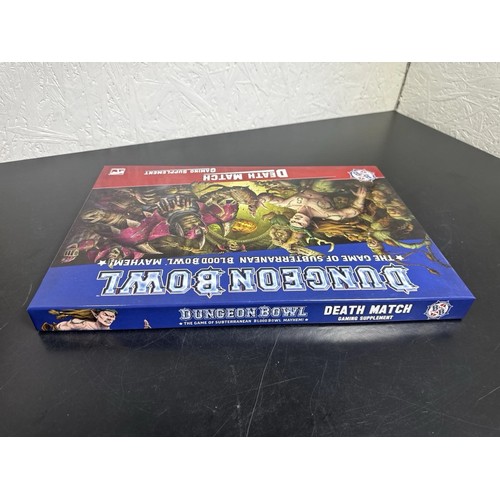 DEATH MATCH
GAMING SUPPLEMENT
THE GAME OF SUBTERRANEAN BLOOD BOWL MAYHEM!
DUNGEON BOWL
DUNGEON BOWL
THE GAME OF SUBTERRANEAN BLOOD BOWL MAYHEM!
DEATH MATCH
GAMING SUPPLEMENT